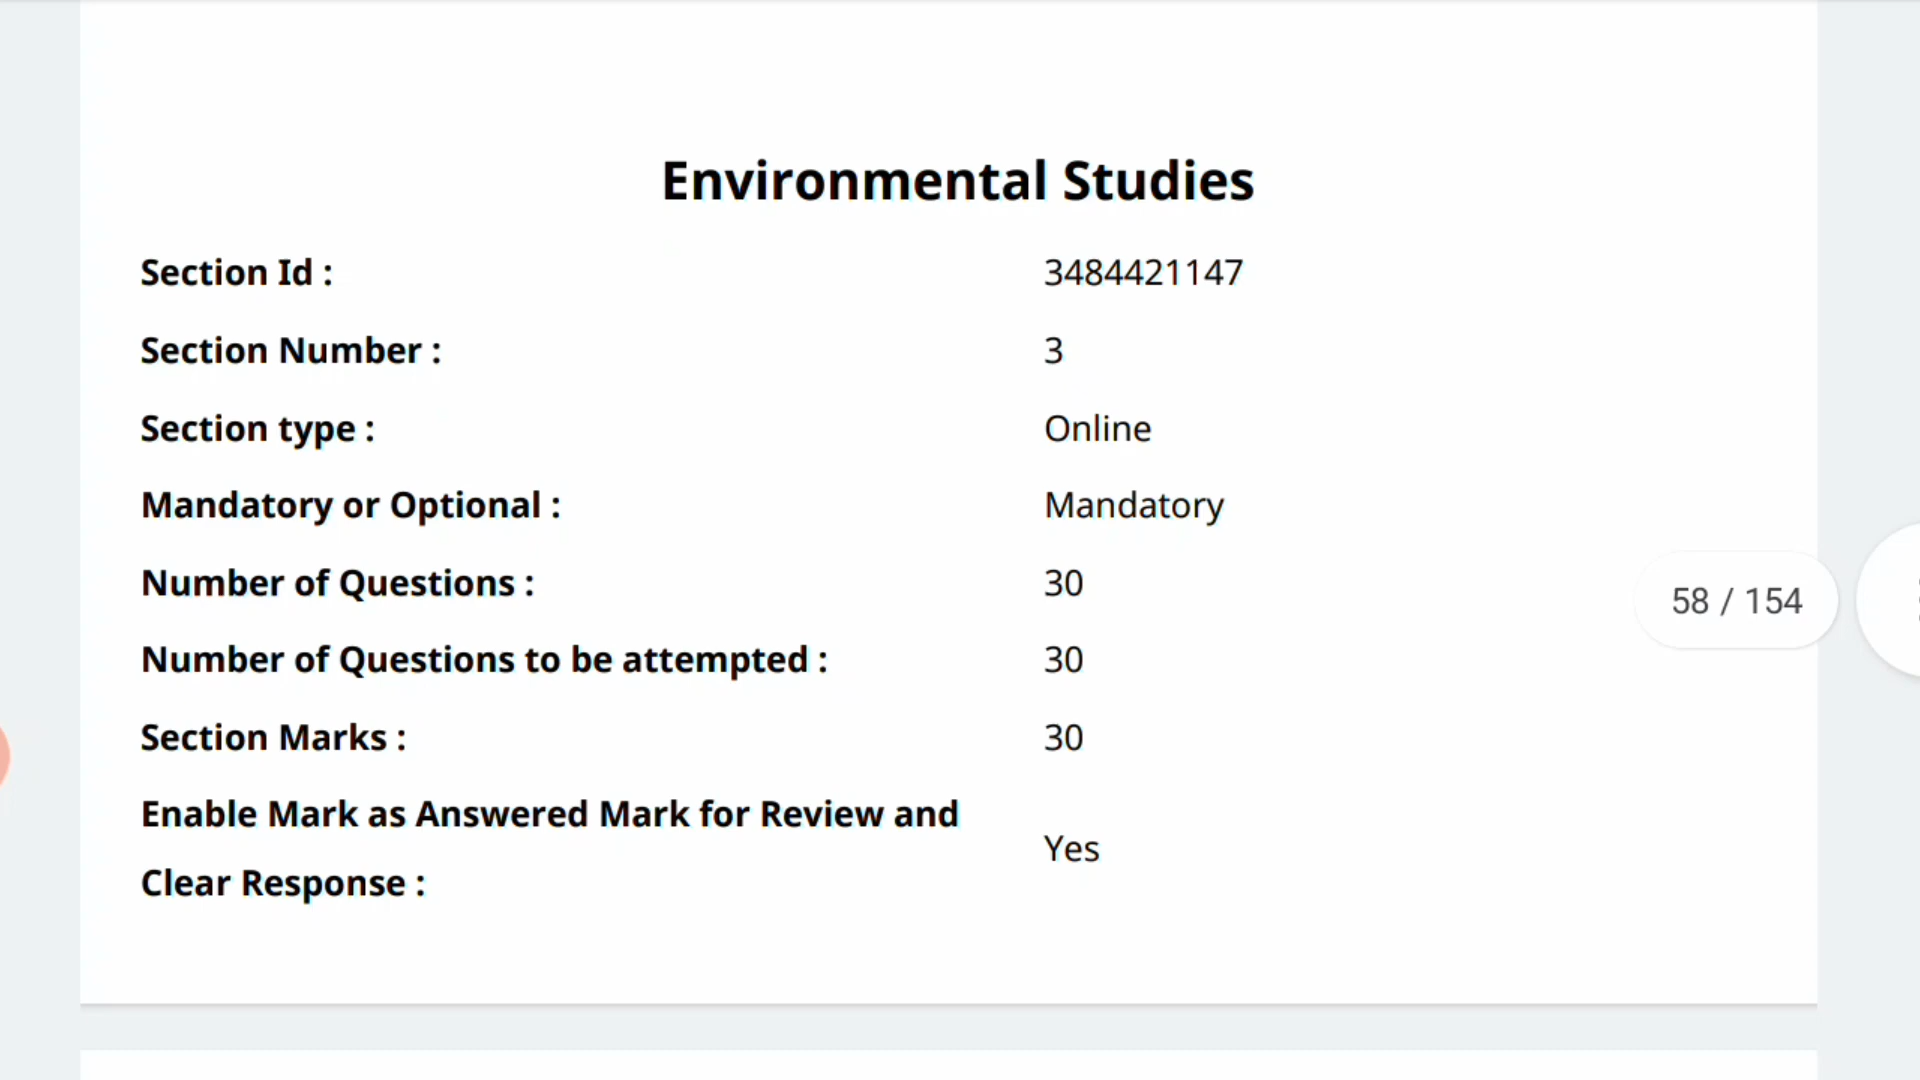 Environmental Studies
Section Id : 3484421147
Section Number : 3
Section type : Online
Mandatory or Optional : Mandatory
Number of Questions : 30
58 / 154
Number of Questions to be attempted : 30
Section Marks : 30
Enable Mark as Answered Mark for Review and
Clear Response : Yes